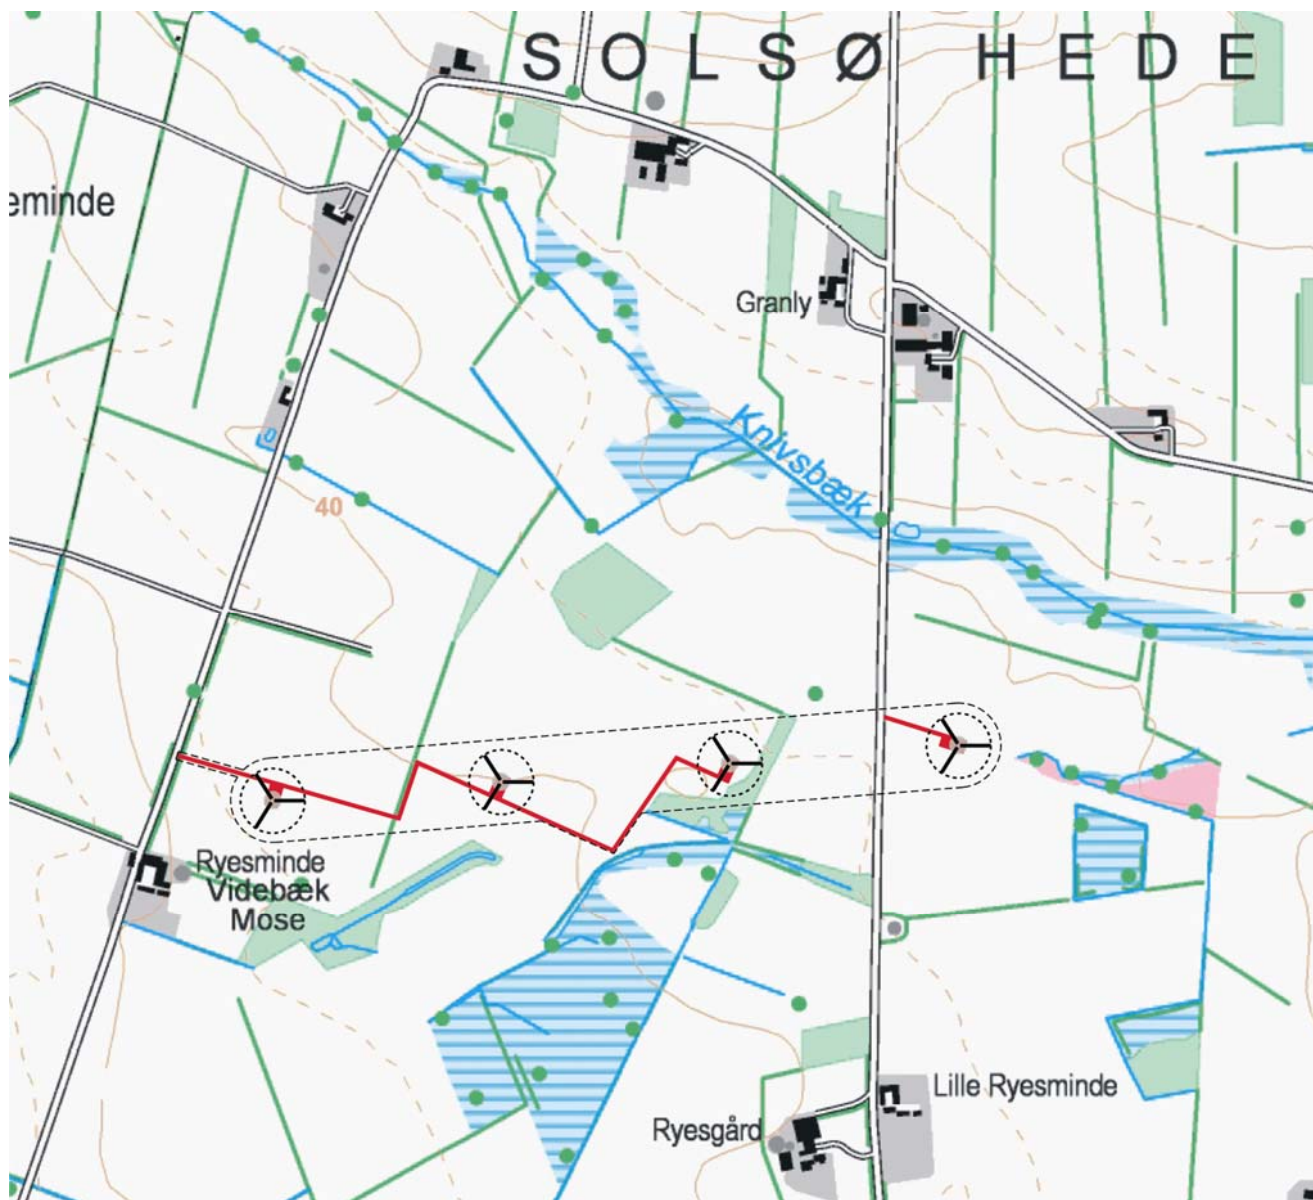 SOLSØ HEDE
eminde
Granly
Knivsbæk
40
Ryesminde
Videbæk
Mose
Lille Ryesminde
Ryesgård